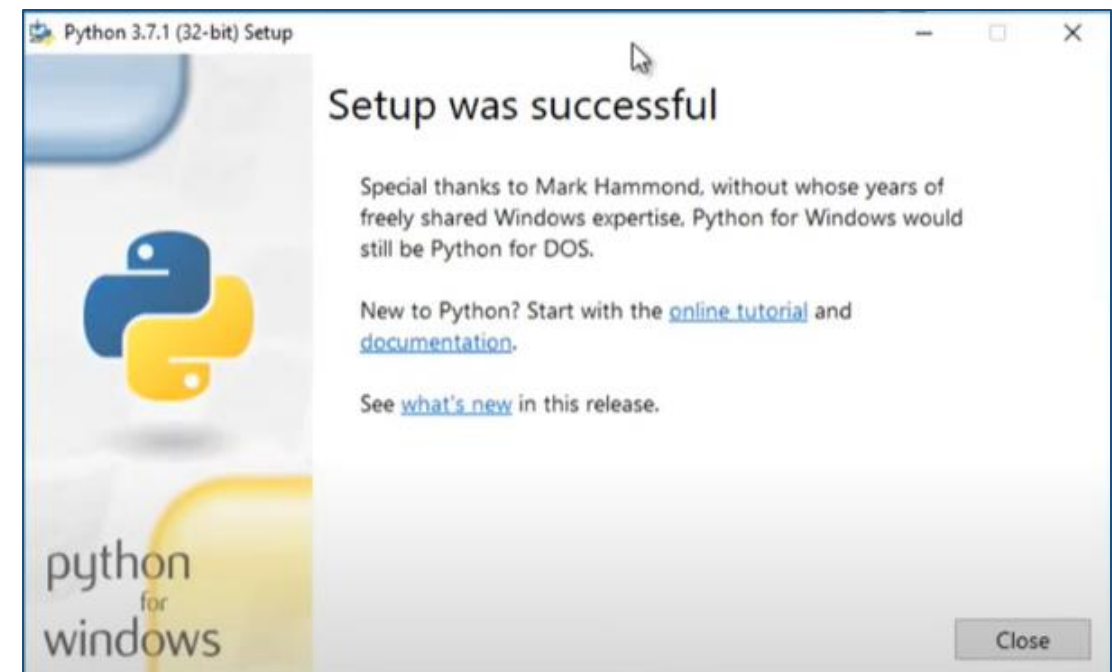 Python 3.7.1 (32-bit) Setup
Setup was successful
Special thanks to Mark Hammond, without whose years of
freely shared Windows expertise, Python for Windows would
still be Python for DOS.
New to Python? Start with the online tutorial and
documentation.
See what's new in this release.
python
for
windows
Close